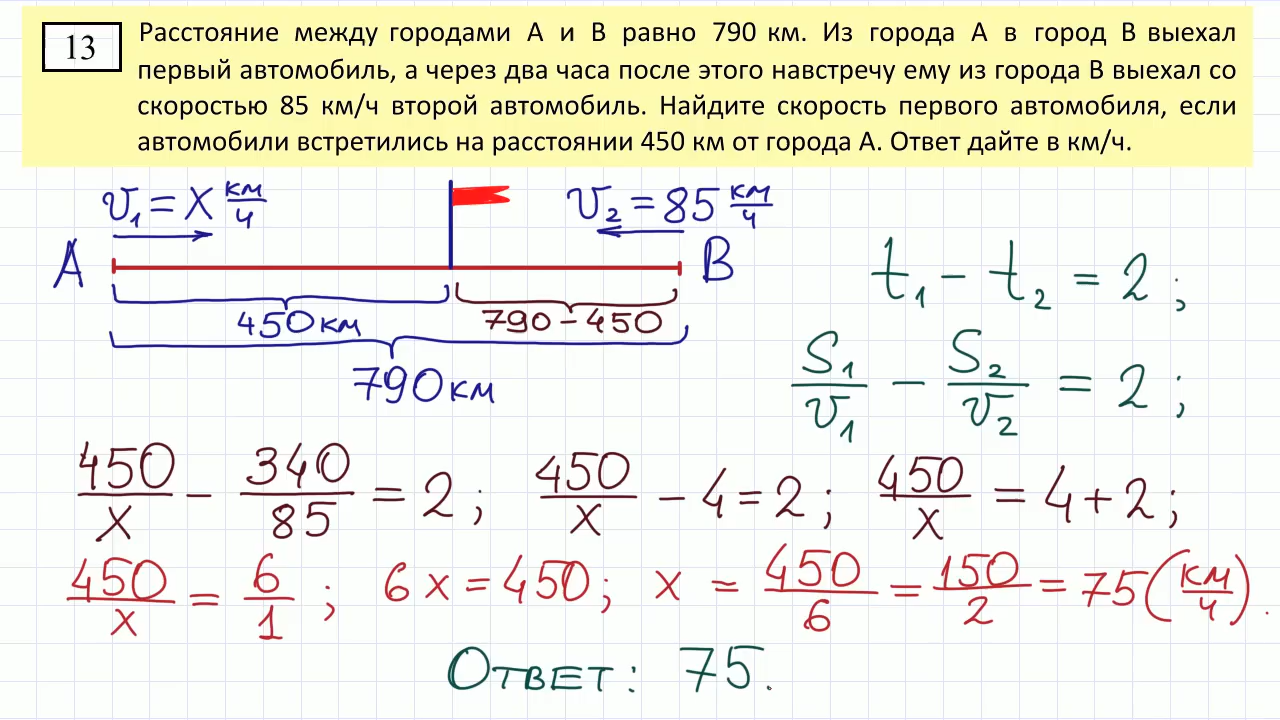 13
Расстояние между городами А и В равно 790 км. Из города А в город В выехал
первый автомобиль, а через два часа после этого навстречу ему из города В выехал со
скоростью 85 км/ч второй автомобиль. Найдите скорость первого автомобиля, если
автомобили встретились на расстоянии 450 км от города А. Ответ дайте в км/ч.
v₁ = x км/ч
v₂ = 85 км/ч
A
B
450 км
790 – 450
790 км
t₁ – t₂ = 2 ;
S₁/v₁ – S₂/v₂ = 2 ;
450/x – 340/85 = 2 ; 450/x – 4 = 2 ; 450/x = 4 + 2 ;
450/x = 6/1 ; 6x = 450 ; x = 450/6 = 150/2 = 75 (км/ч).
Ответ: 75.